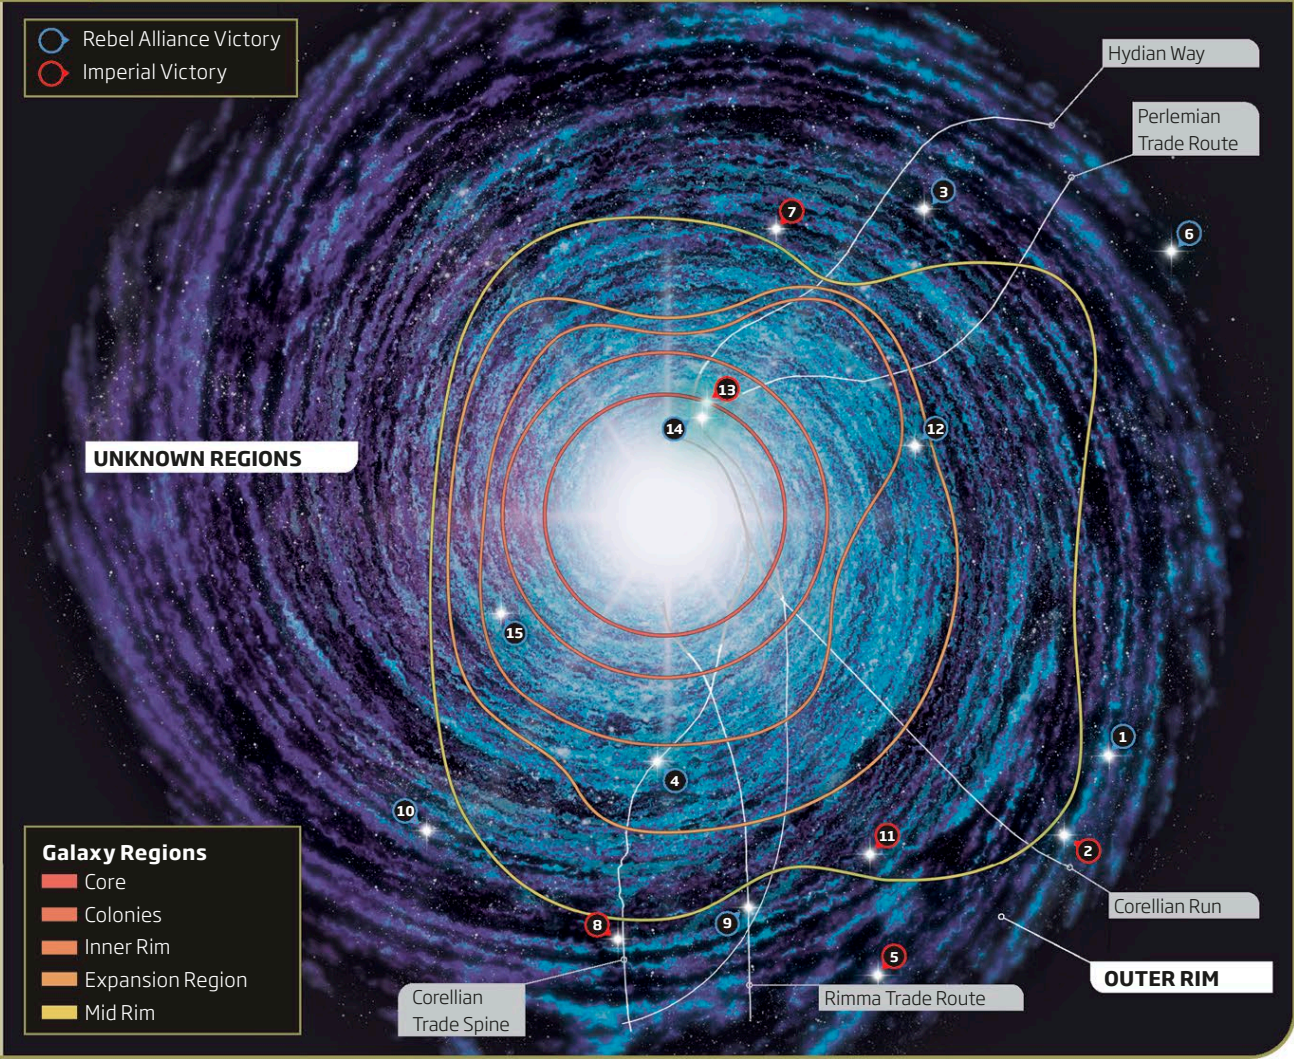 Rebel Alliance Victory
Imperial Victory
Hydian Way
Perlemian
Trade Route
3
7
6
13
14
12
UNKNOWN REGIONS
15
1
4
10
11
2
Galaxy Regions
Core
Colonies
Inner Rim
Expansion Region
Mid Rim
Corellian Run
8
9
5
OUTER RIM
Corellian
Trade Spine
Rimma Trade Route